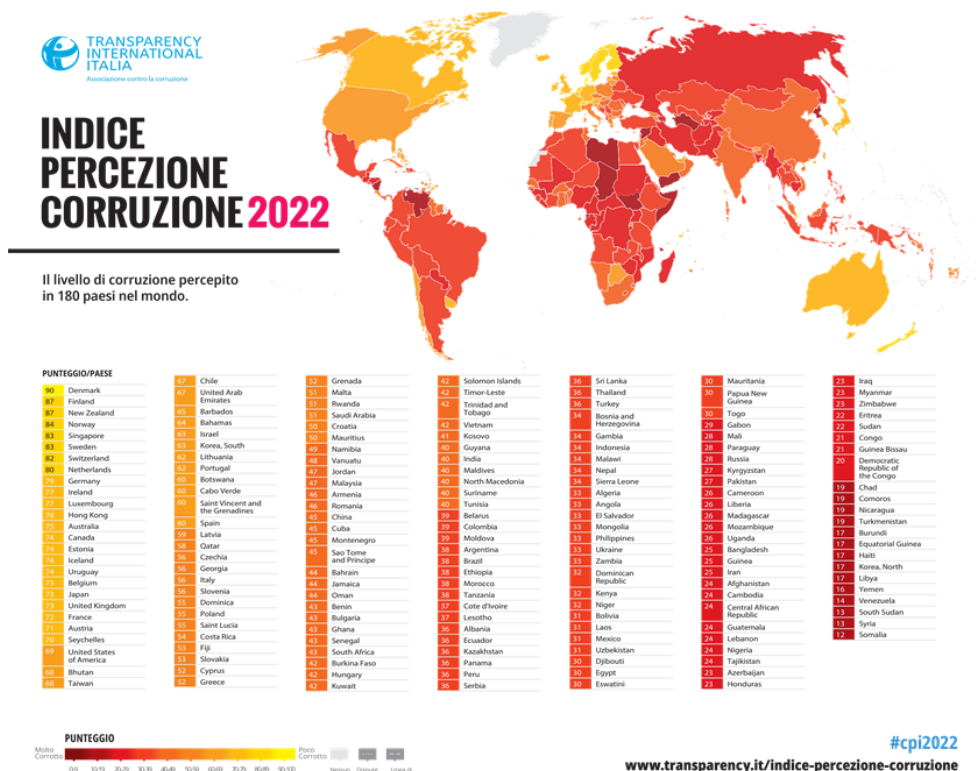 TRANSPARENCY
INTERNATIONAL
ITALIA
Associazione contro la corruzione
INDICE
PERCEZIONE
CORRUZIONE 2022
Il livello di corruzione percepito
in 180 paesi nel mondo.
PUNTEGGIO/PAESE
90 Denmark
87 Finland
87 New Zealand
84 Norway
83 Singapore
83 Sweden
82 Switzerland
80 Netherlands
79 Germany
77 Ireland
77 Luxembourg
76 Hong Kong
75 Australia
74 Canada
74 Estonia
74 Iceland
74 Uruguay
73 Belgium
73 Japan
73 United Kingdom
72 France
71 Austria
70 Seychelles
69 United States
of America
68 Bhutan
68 Taiwan
67 Chile
67 United Arab
Emirates
65 Barbados
64 Bahamas
63 Israel
63 Korea, South
62 Lithuania
62 Portugal
60 Botswana
60 Cabo Verde
60 Saint Vincent and
the Grenadines
60 Spain
59 Latvia
58 Qatar
56 Czechia
56 Georgia
56 Italy
56 Slovenia
55 Dominica
55 Poland
55 Saint Lucia
54 Costa Rica
53 Fiji
53 Slovakia
52 Cyprus
52 Greece
52 Grenada
51 Malta
51 Rwanda
51 Saudi Arabia
50 Croatia
50 Mauritius
49 Namibia
48 Vanuatu
47 Jordan
47 Malaysia
46 Armenia
46 Romania
45 China
45 Cuba
45 Montenegro
45 Sao Tome
and Principe
44 Bahrain
44 Jamaica
44 Oman
43 Benin
43 Bulgaria
43 Ghana
43 Senegal
43 South Africa
42 Burkina Faso
42 Hungary
42 Kuwait
42 Solomon Islands
42 Timor-Leste
42 Trinidad and
Tobago
42 Vietnam
41 Kosovo
40 Guyana
40 India
40 Maldives
40 North Macedonia
40 Suriname
40 Tunisia
39 Belarus
39 Colombia
39 Moldova
38 Argentina
38 Brazil
38 Ethiopia
38 Morocco
38 Tanzania
37 Cote d'Ivoire
37 Lesotho
36 Albania
36 Ecuador
36 Kazakhstan
36 Panama
36 Peru
36 Serbia
36 Sri Lanka
36 Thailand
36 Turkey
34 Bosnia and
Herzegovina
34 Gambia
34 Indonesia
34 Malawi
34 Nepal
34 Sierra Leone
33 Algeria
33 Angola
33 El Salvador
33 Mongolia
33 Philippines
33 Ukraine
33 Zambia
32 Dominican
Republic
32 Kenya
32 Niger
31 Bolivia
31 Laos
31 Mexico
31 Uzbekistan
30 Djibouti
30 Egypt
30 Eswatini
30 Mauritania
30 Papua New
Guinea
30 Togo
29 Gabon
28 Mali
28 Paraguay
28 Russia
27 Kyrgyzstan
27 Pakistan
26 Cameroon
26 Liberia
26 Madagascar
26 Mozambique
26 Uganda
25 Bangladesh
25 Guinea
25 Iran
24 Afghanistan
24 Cambodia
24 Central African
Republic
24 Guatemala
24 Lebanon
24 Nigeria
24 Tajikistan
23 Azerbaijan
23 Honduras
23 Iraq
23 Myanmar
23 Zimbabwe
22 Eritrea
22 Sudan
21 Congo
21 Guinea Bissau
20 Democratic
Republic of
the Congo
19 Chad
19 Comoros
19 Nicaragua
19 Turkmenistan
17 Burundi
17 Equatorial Guinea
17 Haiti
17 Korea, North
17 Libya
16 Yemen
14 Venezuela
13 South Sudan
13 Syria
12 Somalia
PUNTEGGIO
Molto
Corrotto
Poco
Corrotto
0-9 10-19 20-29 30-39 40-49 50-59 60-69 70-79 80-89 90-100
#cpi2022
www.transparency.it/indice-percezione-corruzione